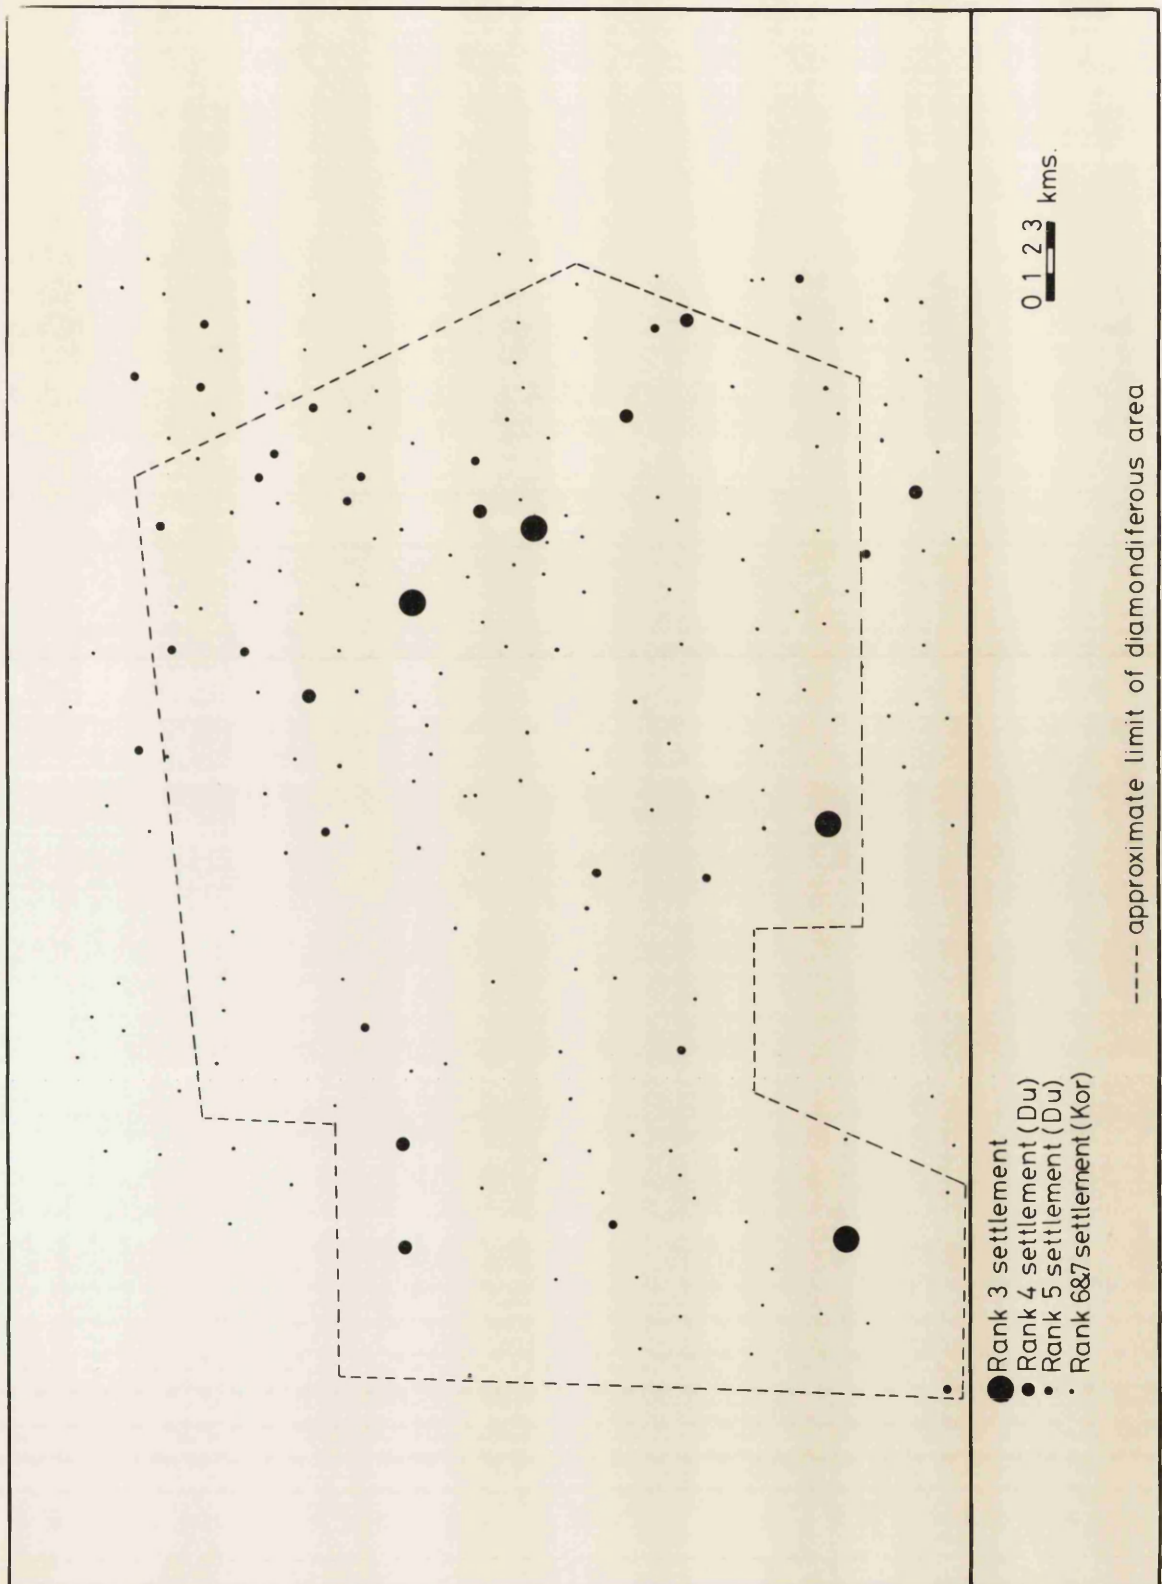 Rank 3 settlement
Rank 4 settlement (Du)
Rank 5 settlement (Du)
Rank 6&7 settlement (Kor)
0 1 2 3 kms.
---- approximate limit of diamondiferous area